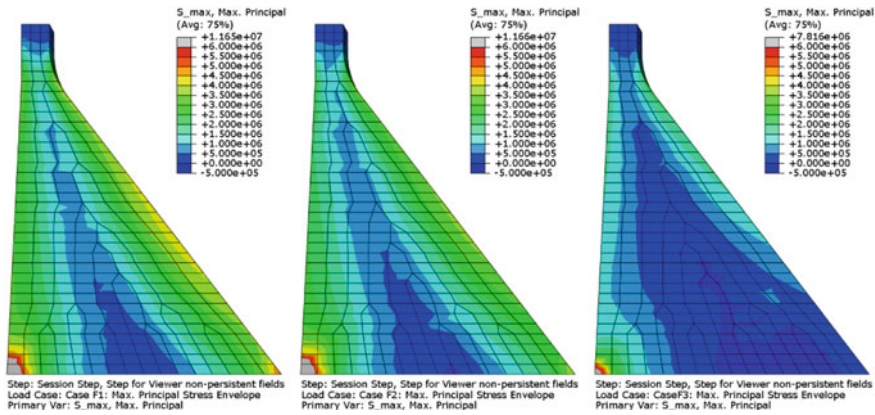 S_max, Max. Principal
(Avg: 75%)
+1.165e+07
+6.000e+06
+5.500e+06
+5.000e+06
+4.500e+06
+4.000e+06
+3.500e+06
+3.000e+06
+2.500e+06
+2.000e+06
+1.500e+06
+1.000e+06
+5.000e+05
+0.000e+00
-5.000e+05
Step: Session Step, Step for Viewer non-persistent fields
Load Case: Case F1: Max. Principal Stress Envelope
Primary Var: S_max, Max. Principal
S_max, Max. Principal
(Avg: 75%)
+1.165e+07
+6.000e+06
+5.500e+06
+5.000e+06
+4.500e+06
+4.000e+06
+3.500e+06
+3.000e+06
+2.500e+06
+2.000e+06
+1.500e+06
+1.000e+06
+5.000e+05
+0.000e+00
-5.000e+05
Step: Session Step, Step for Viewer non-persistent fields
Load Case: Case F2: Max. Principal Stress Envelope
Primary Var: S_max, Max. Principal
S_max, Max. Principal
(Avg: 75%)
+7.816e+06
+6.000e+06
+5.500e+06
+5.000e+06
+4.500e+06
+4.000e+06
+3.500e+06
+3.000e+06
+2.500e+06
+2.000e+06
+1.500e+06
+1.000e+06
+5.000e+05
+0.000e+00
-5.000e+05
Step: Session Step, Step for Viewer non-persistent fields
Load Case: CaseF3: Max. Principal Stress Envelope
Primary Var: S_max, Max. Principal